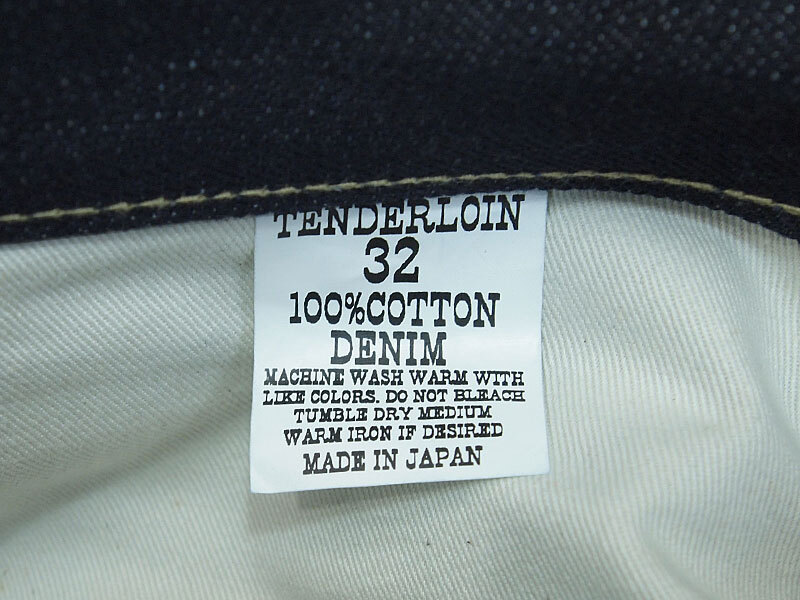 TENDERLOIN
32
100%COTTON
DENIM
MACHINE WASH WARM WITH
LIKE COLORS. DO NOT BLEACH
TUMBLE DRY MEDIUM
WARM IRON IF DESIRED
MADE IN JAPAN